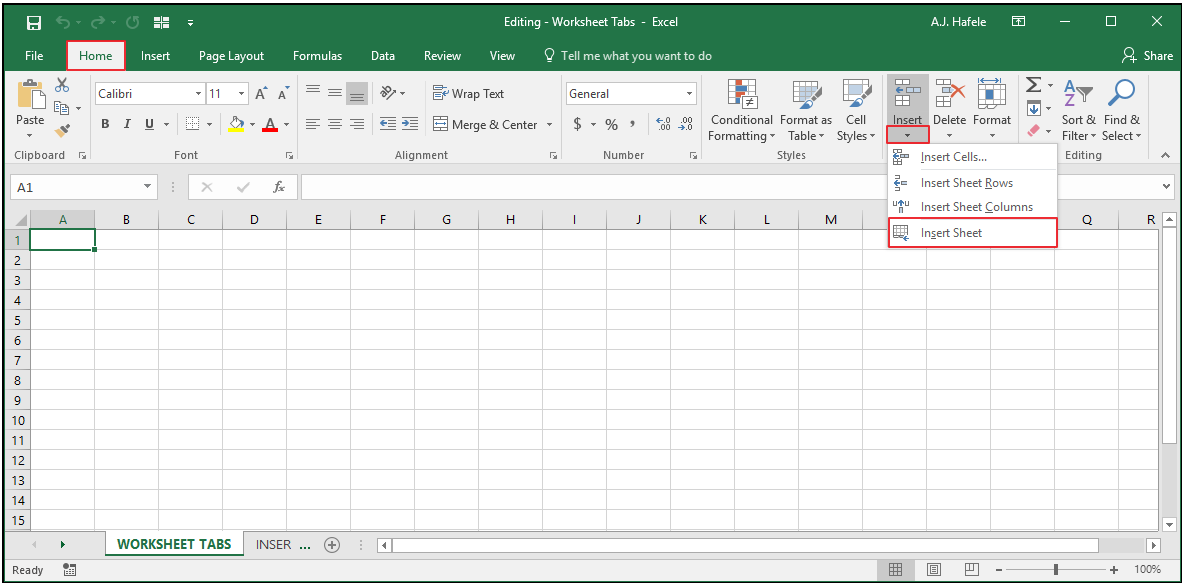 Editing - Worksheet Tabs - Excel
A.J. Hafele
File Home Insert Page Layout Formulas Data Review View Tell me what you want to do Share
Paste
Calibri 11 A A
B I U A
Wrap Text
Merge & Center
General
$ % , .00 .0
Conditional Formatting
Format as Table
Cell Styles
Insert
Delete
Format
Σ
A Z
Sort & Filter
Find & Select
Clipboard Font Alignment Number Styles Editing
Insert Cells...
Insert Sheet Rows
Insert Sheet Columns
Insert Sheet
A1 fx
A B C D E F G H I J K L M Q R
1
2
3
4
5
6
7
8
9
10
11
12
13
14
15
WORKSHEET TABS INSER ...
Ready 100%